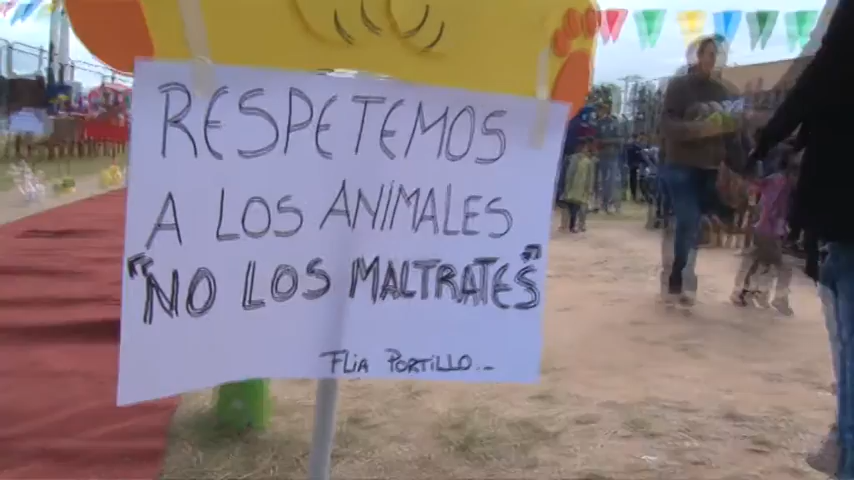 RESPETEMOS
A LOS ANIMALES
"NO LOS MALTRATES"
FLIA PORTILLO...